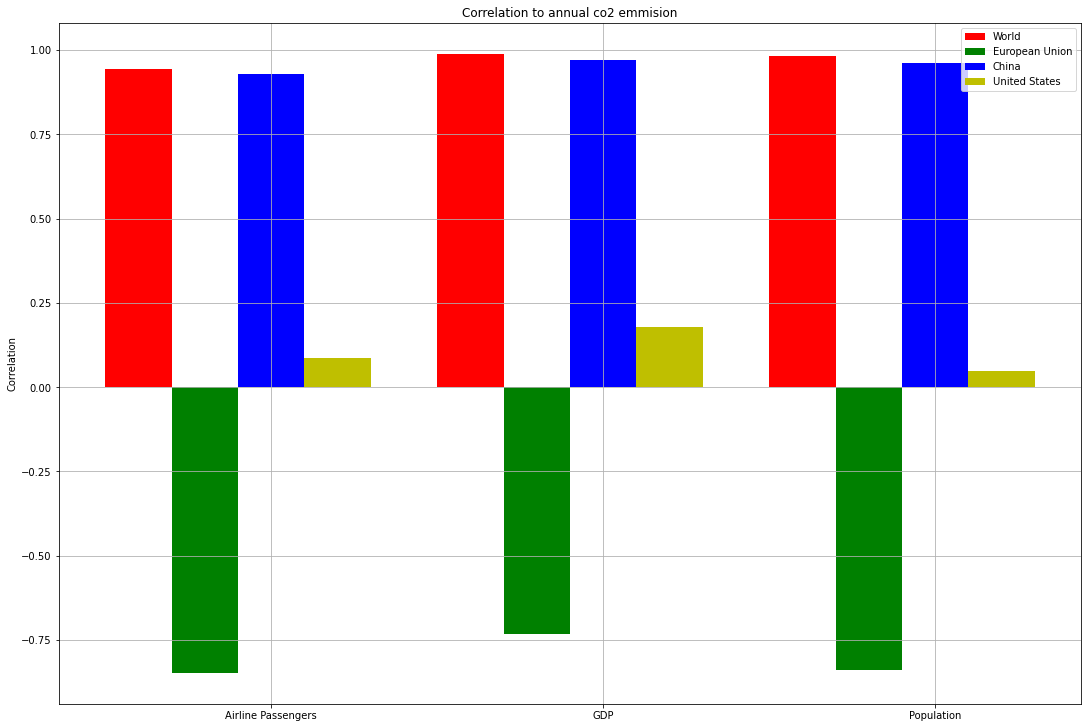 Correlation to annual co2 emmision
World
European Union
China
United States
1.00
0.75
0.50
0.25
0.00
−0.25
−0.50
−0.75
Correlation
Airline Passengers
GDP
Population